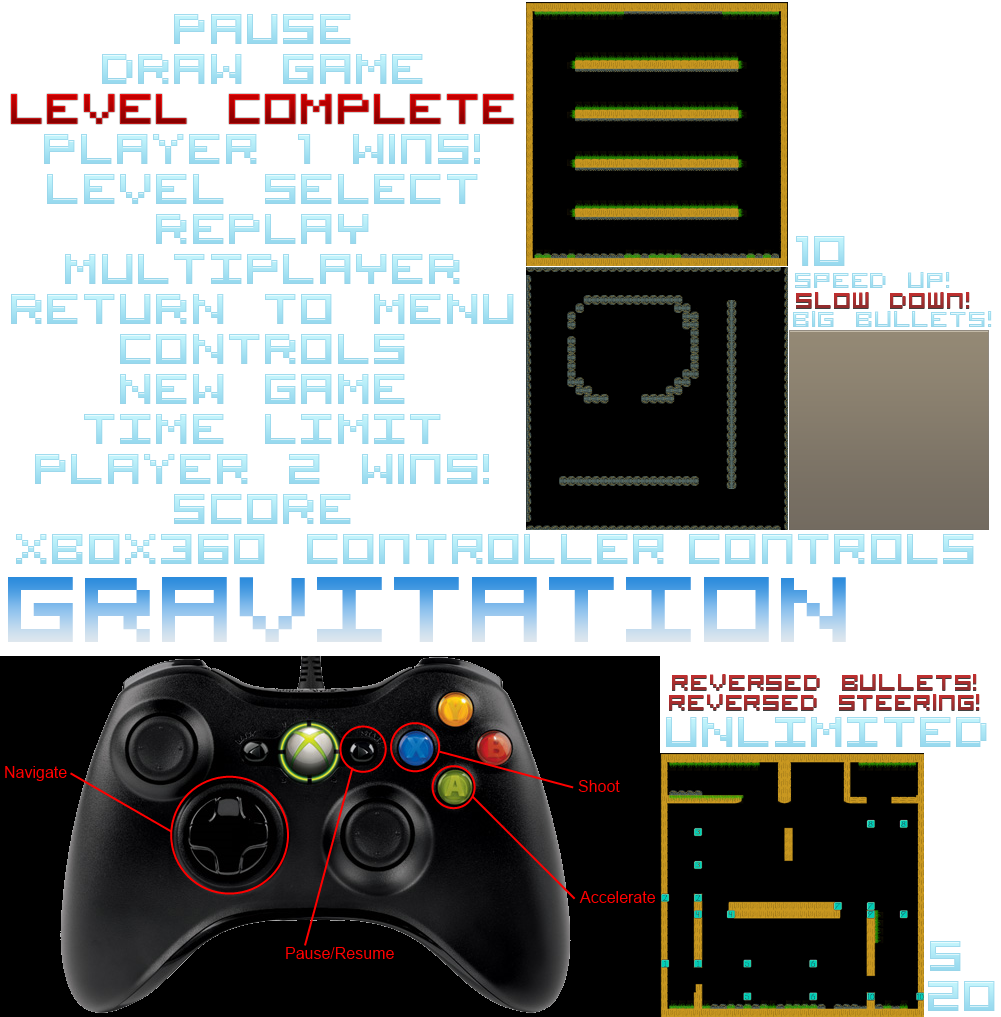 PAUSE
DRAW GAME
LEVEL COMPLETE
PLAYER 1 WINS!
LEVEL SELECT
REPLAY
MULTIPLAYER
RETURN TO MENU
CONTROLS
NEW GAME
TIME LIMIT
PLAYER 2 WINS!
SCORE
10
SPEED UP!
SLOW DOWN!
BIG BULLETS!
XBOX360 CONTROLLER CONTROLS
GRAVITATION
Y
X
B
A
Navigate
Shoot
Accelerate
Pause/Resume
REVERSED BULLETS!
REVERSED STEERING!
UNLIMITED
5
20